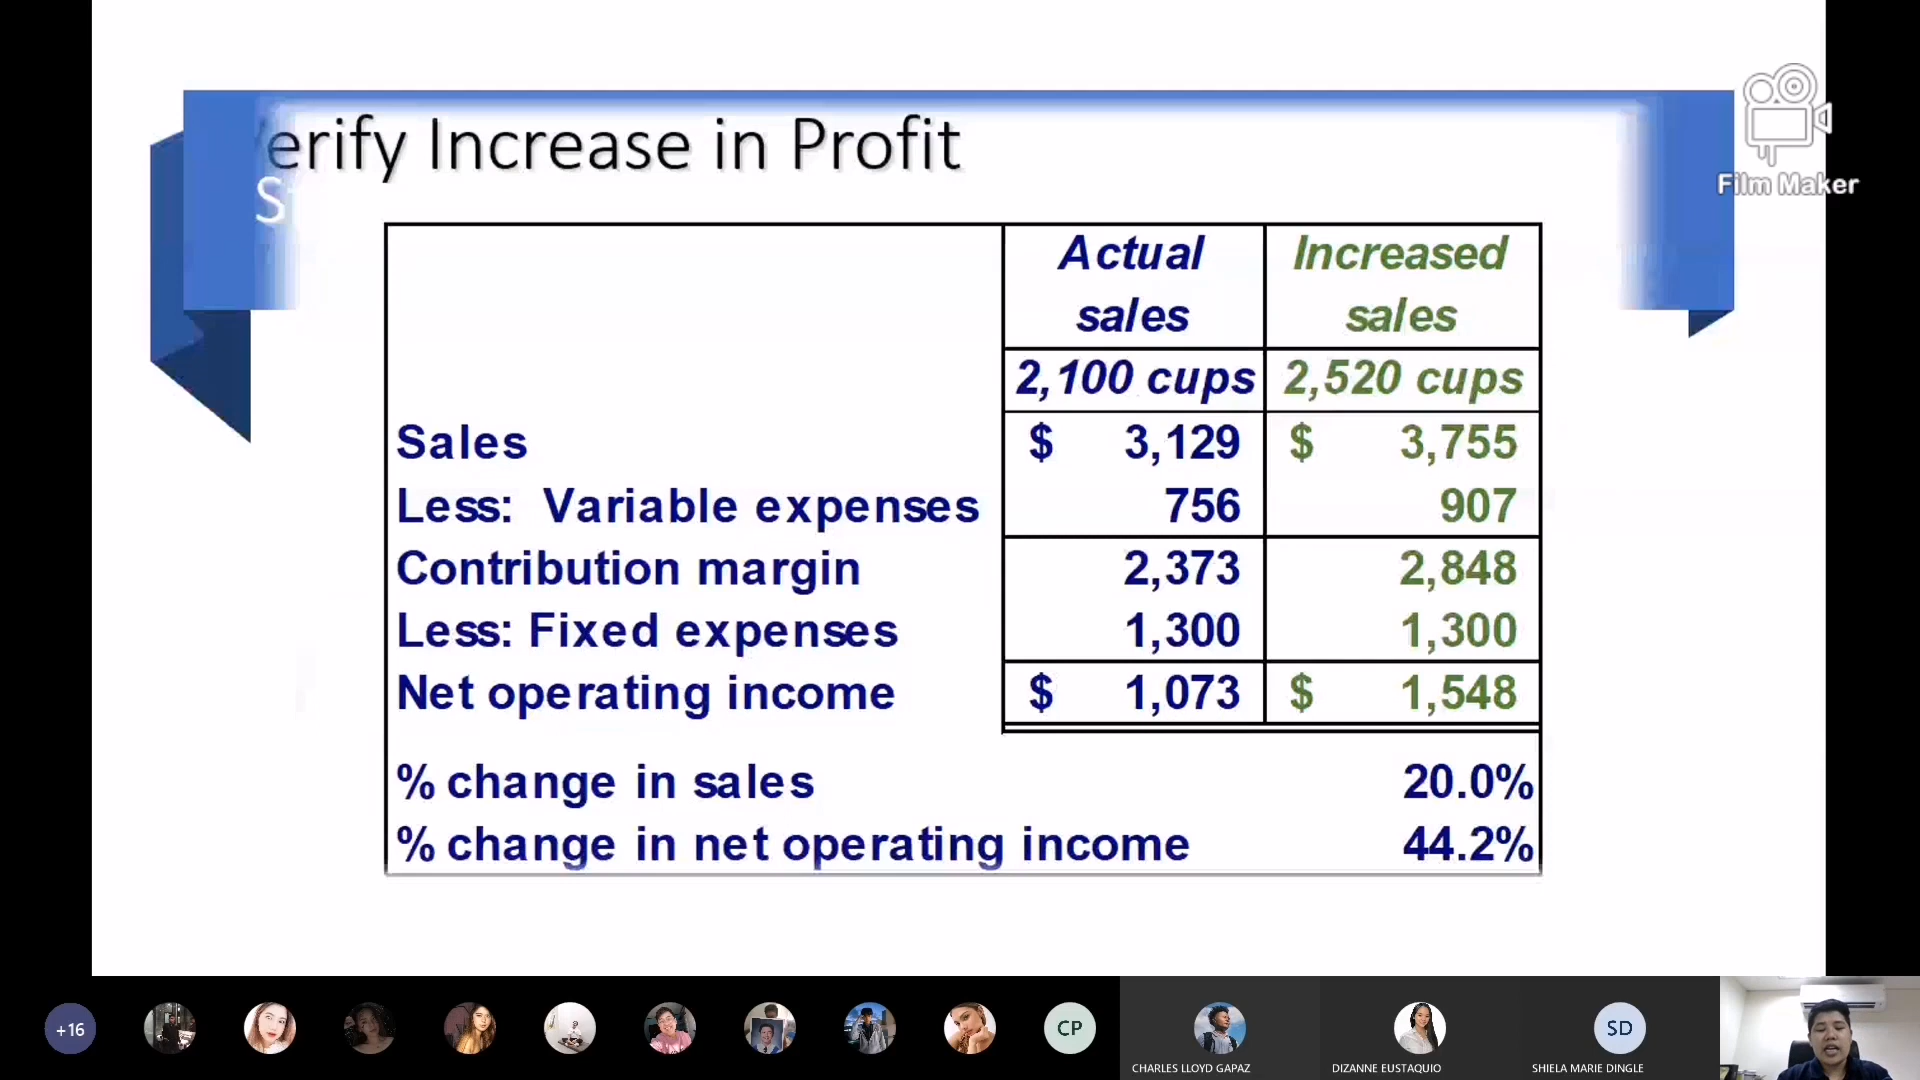 erify Increase in Profit
S
Film Maker
Actual sales Increased sales
2,100 cups 2,520 cups
Sales $ 3,129 $ 3,755
Less: Variable expenses 756 907
Contribution margin 2,373 2,848
Less: Fixed expenses 1,300 1,300
Net operating income $ 1,073 $ 1,548
% change in sales 20.0%
% change in net operating income 44.2%
+16
CP
SD
CHARLES LLOYD GAPAZ
DIZANNE EUSTAQUIO
SHIELA MARIE DINGLE